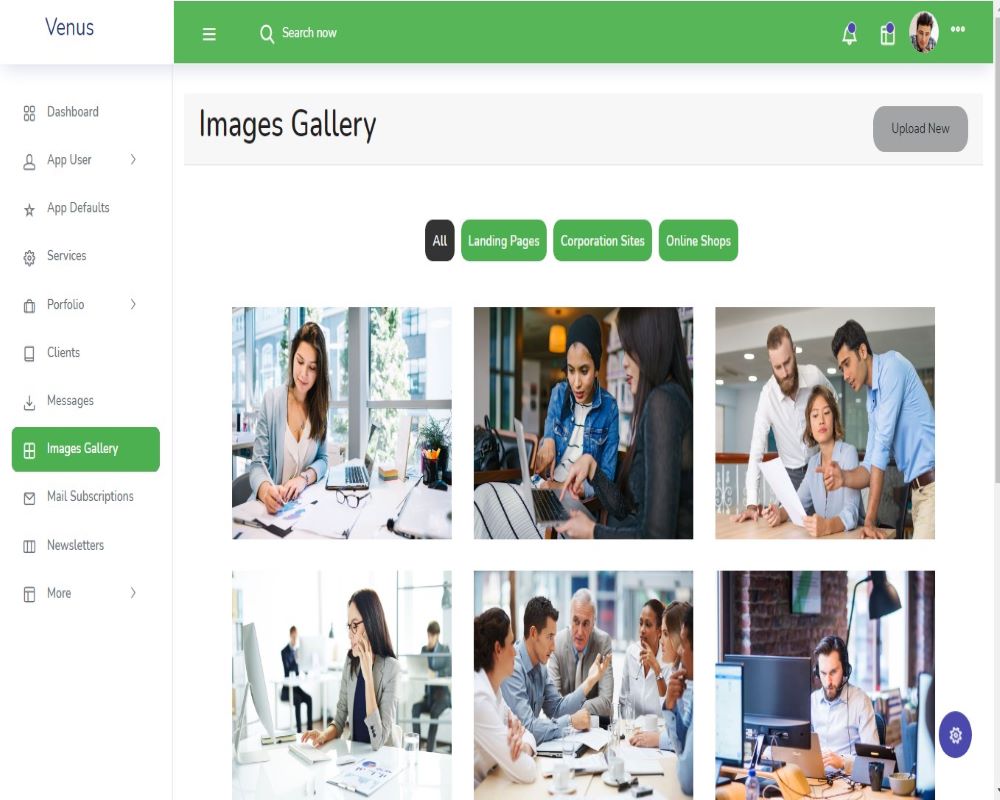 Venus
Search now
Dashboard
App User
App Defaults
Services
Porfolio
Clients
Messages
Images Gallery
Mail Subscriptions
Newsletters
More
Images Gallery
Upload New
All
Landing Pages
Corporation Sites
Online Shops